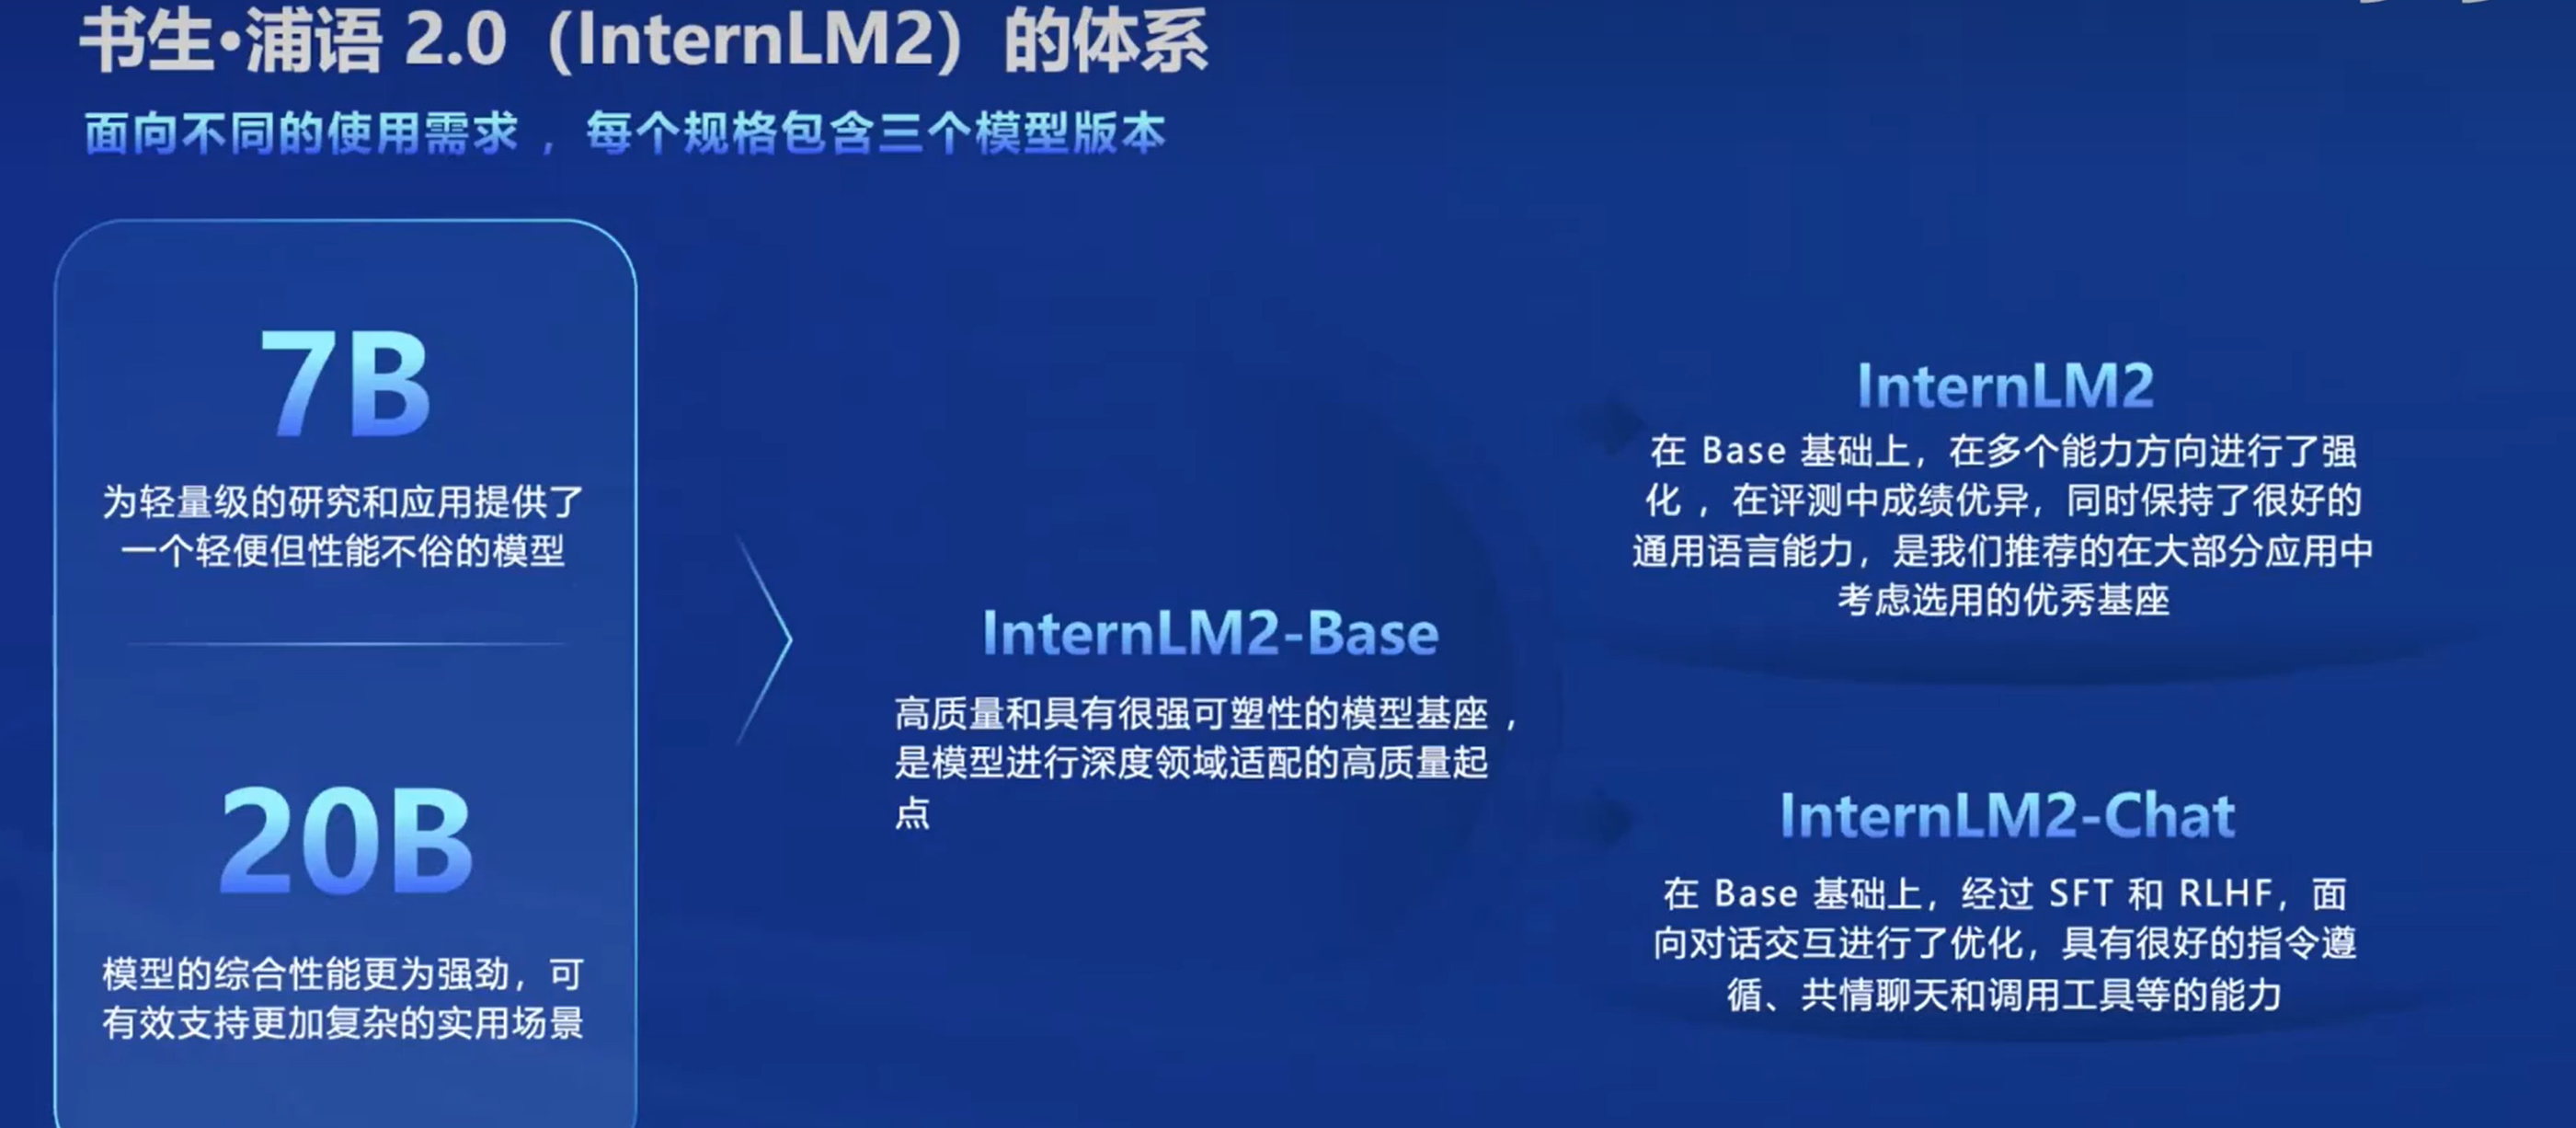 书生·浦语 2.0（InternLM2）的体系
面向不同的使用需求，每个规格包含三个模型版本
7B
为轻量级的研究和应用提供了
一个轻便但性能不俗的模型
20B
模型的综合性能更为强劲，可
有效支持更加复杂的实用场景
InternLM2-Base
高质量和具有很强可塑性的模型基座，
是模型进行深度领域适配的高质量起
点
InternLM2
在 Base 基础上，在多个能力方向进行了强
化，在评测中成绩优异，同时保持了很好的
通用语言能力，是我们推荐的在大部分应用中
考虑选用的优秀基座
InternLM2-Chat
在 Base 基础上，经过 SFT 和 RLHF，面
向对话交互进行了优化，具有很好的指令遵
循、共情聊天和调用工具等的能力